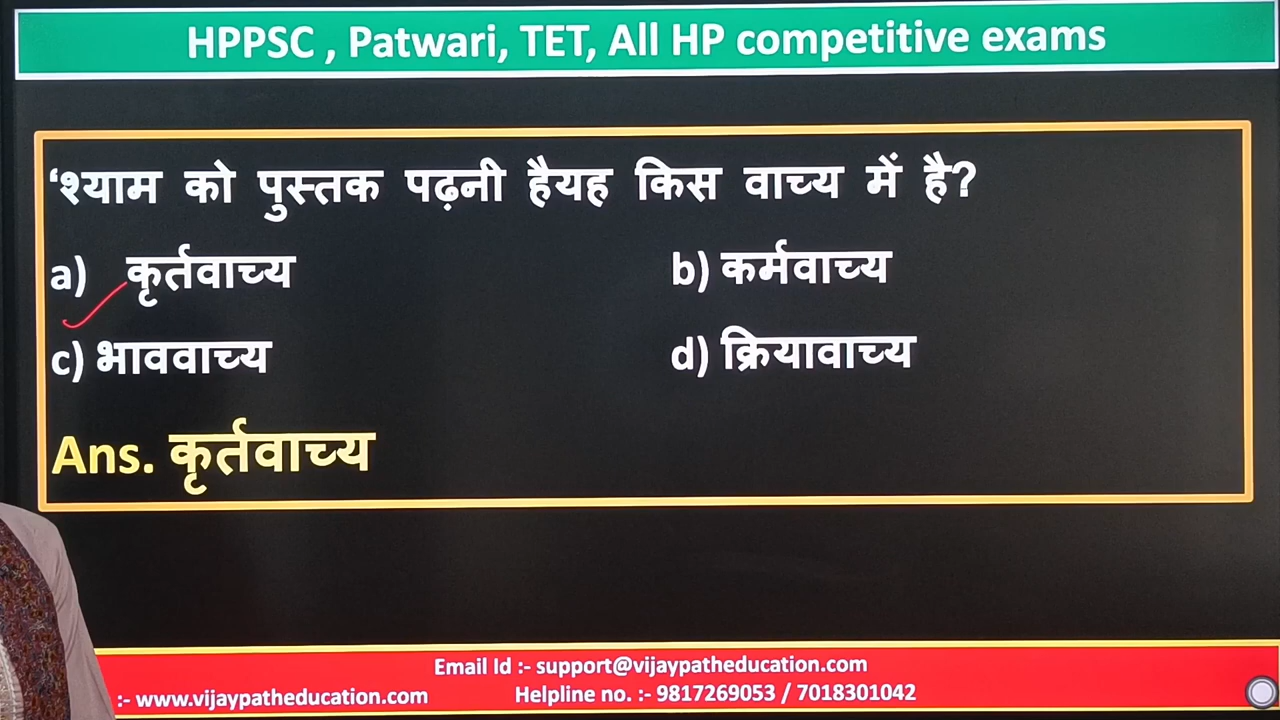 HPPSC , Patwari, TET, All HP competitive exams
‘श्याम को पुस्तक पढ़नी हैयह किस वाच्य में है?
a) कृर्तवाच्य
b) कर्मवाच्य
c) भाववाच्य
d) क्रियावाच्य
Ans. कृर्तवाच्य
Email Id :- support@vijaypatheducation.com
:- www.vijaypatheducation.com
Helpline no. :- 9817269053 / 7018301042